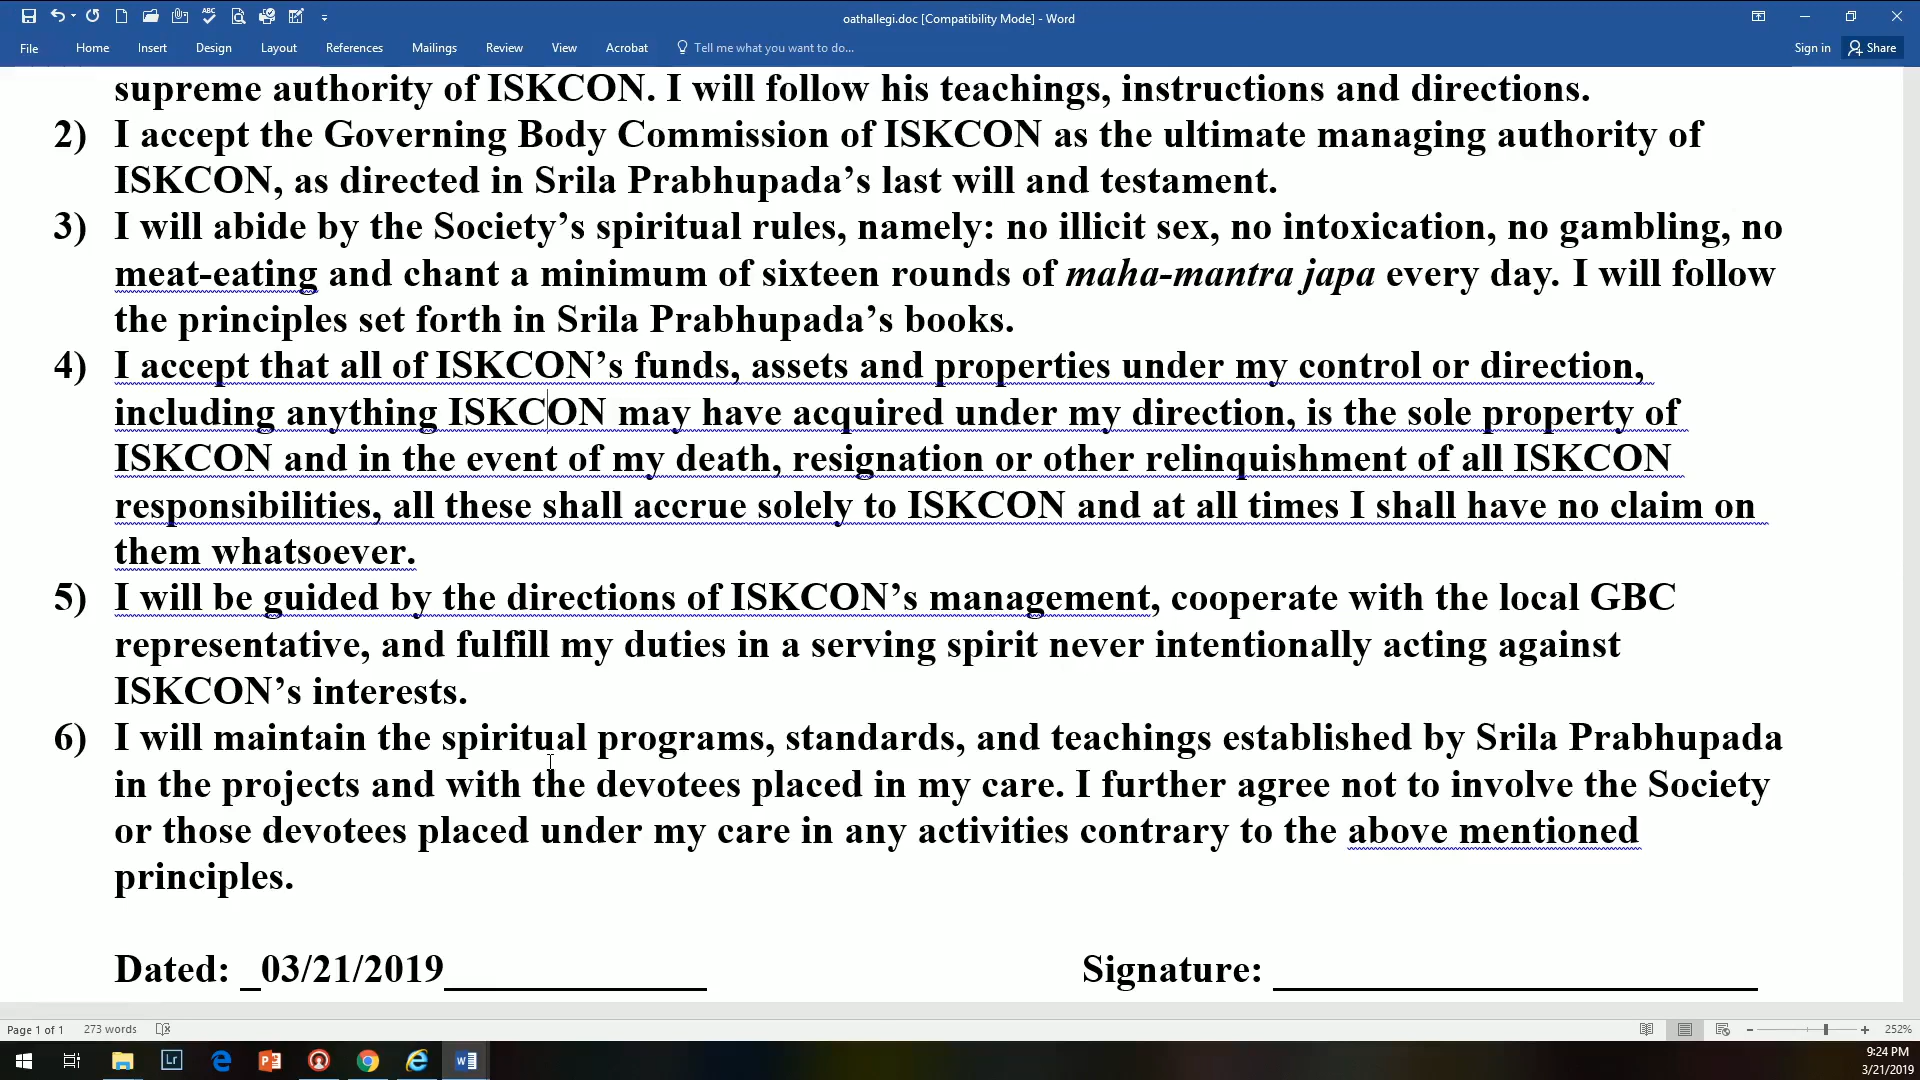 oathallegi.doc [Compatibility Mode] - Word
File Home Insert Design Layout References Mailings Review View Acrobat Tell me what you want to do... Sign in Share
supreme authority of ISKCON. I will follow his teachings, instructions and directions.
2) I accept the Governing Body Commission of ISKCON as the ultimate managing authority of
ISKCON, as directed in Srila Prabhupada’s last will and testament.
3) I will abide by the Society’s spiritual rules, namely: no illicit sex, no intoxication, no gambling, no
meat-eating and chant a minimum of sixteen rounds of maha-mantra japa every day. I will follow
the principles set forth in Srila Prabhupada’s books.
4) I accept that all of ISKCON’s funds, assets and properties under my control or direction,
including anything ISKCON may have acquired under my direction, is the sole property of
ISKCON and in the event of my death, resignation or other relinquishment of all ISKCON
responsibilities, all these shall accrue solely to ISKCON and at all times I shall have no claim on
them whatsoever.
5) I will be guided by the directions of ISKCON’s management, cooperate with the local GBC
representative, and fulfill my duties in a serving spirit never intentionally acting against
ISKCON’s interests.
6) I will maintain the spiritual programs, standards, and teachings established by Srila Prabhupada
in the projects and with the devotees placed in my care. I further agree not to involve the Society
or those devotees placed under my care in any activities contrary to the above mentioned
principles.
Dated: _03/21/2019_____________ Signature: ________________________
Page 1 of 1 273 words 252%
9:24 PM
3/21/2019